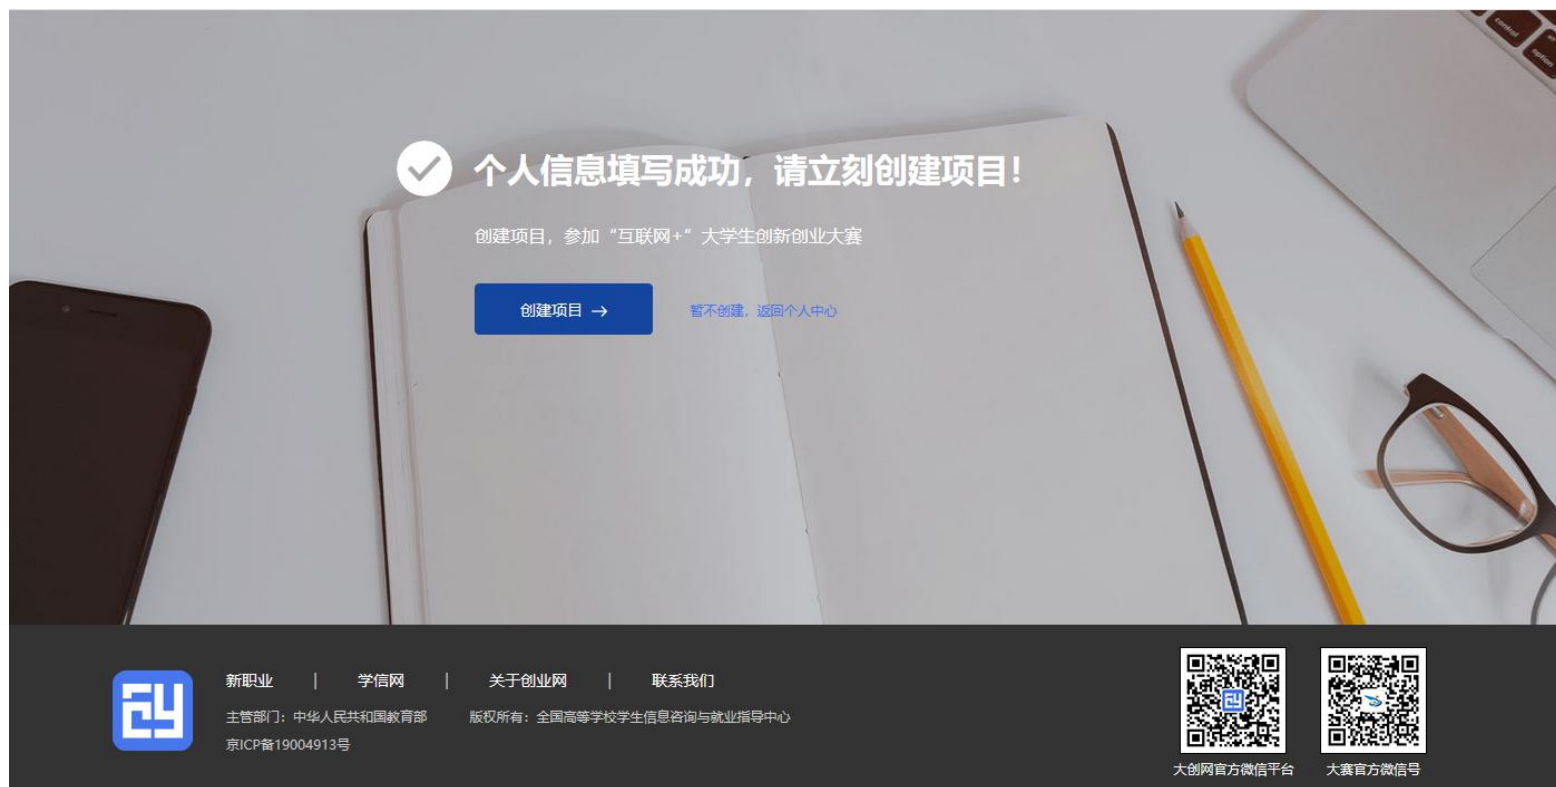 control
option
个人信息填写成功，请立刻创建项目！
创建项目，参加“互联网+”大学生创新创业大赛
创建项目 →
暂不创建，返回个人中心
新职业 | 学信网 | 关于创业网 | 联系我们
主管部门：中华人民共和国教育部 版权所有：全国高等学校学生信息咨询与就业指导中心
京ICP备19004913号
大创网官方微信平台
大赛官方微信号